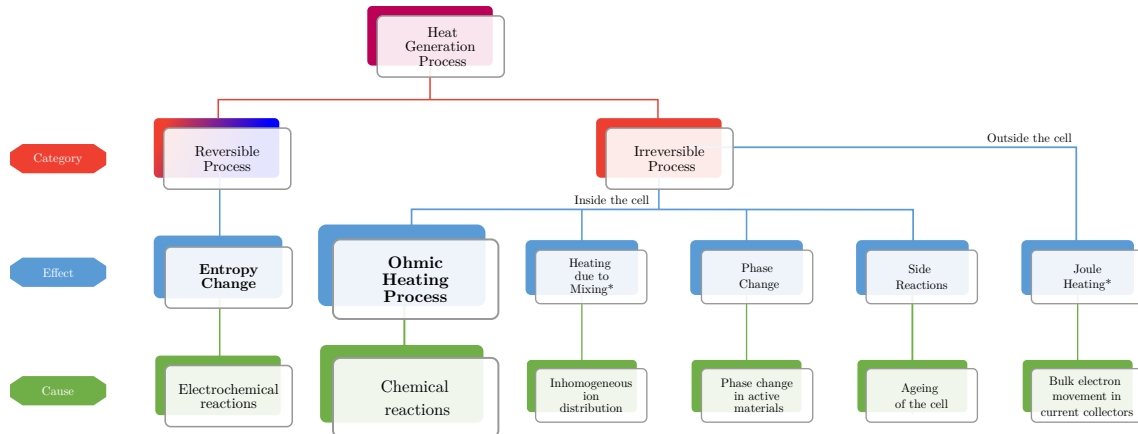 Heat
Generation
Process
Category
Reversible
Process
Irreversible
Process
Outside the cell
Inside the cell
Effect
Entropy
Change
Ohmic
Heating
Process
Heating
due to
Mixing*
Phase
Change
Side
Reactions
Joule
Heating*
Cause
Electrochemical
reactions
Chemical
reactions
Inhomogeneous
ion
distribution
Phase change
in active
materials
Ageing
of the cell
Bulk electron
movement in
current collectors